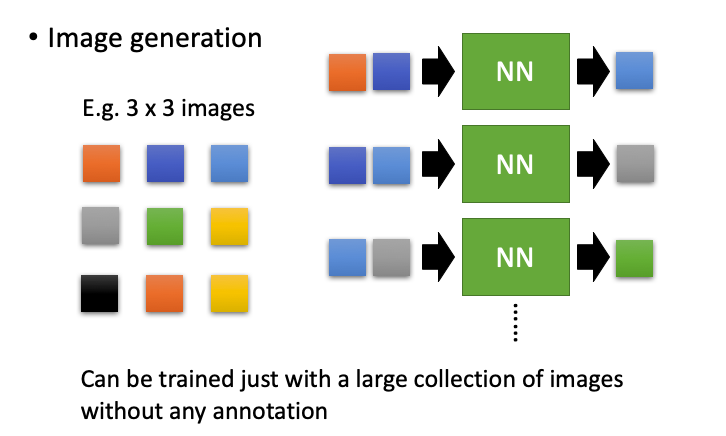 • Image generation
E.g. 3 x 3 images
NN
NN
NN
Can be trained just with a large collection of images
without any annotation